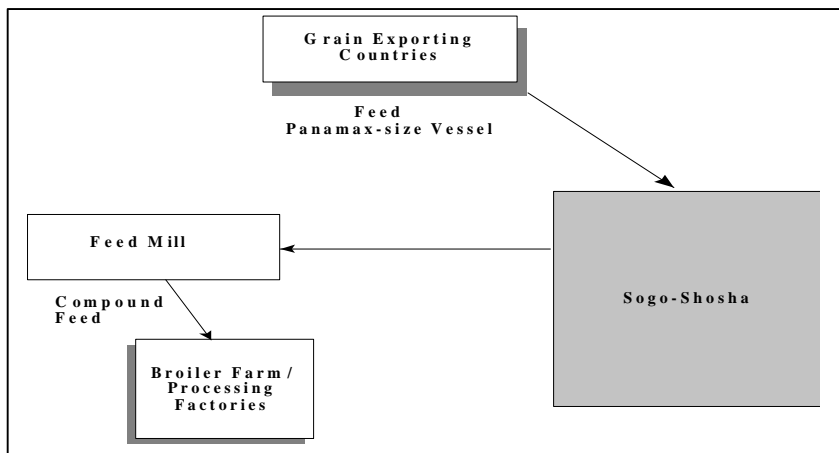 Grain Exporting
Countries
Feed
Panamax-size Vessel
Feed Mill
Sogo-Shosha
Compound
Feed
Broiler Farm/
Processing
Factories